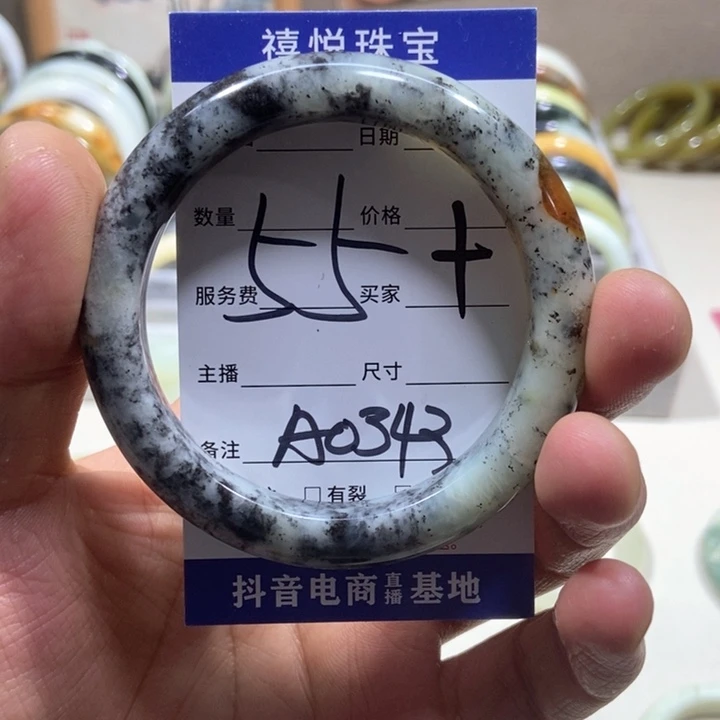 禧悦珠宝
日期
数量 价格
55+
服务费 买家
主播 尺寸
备注 A0343
□有裂
抖音电商直播基地